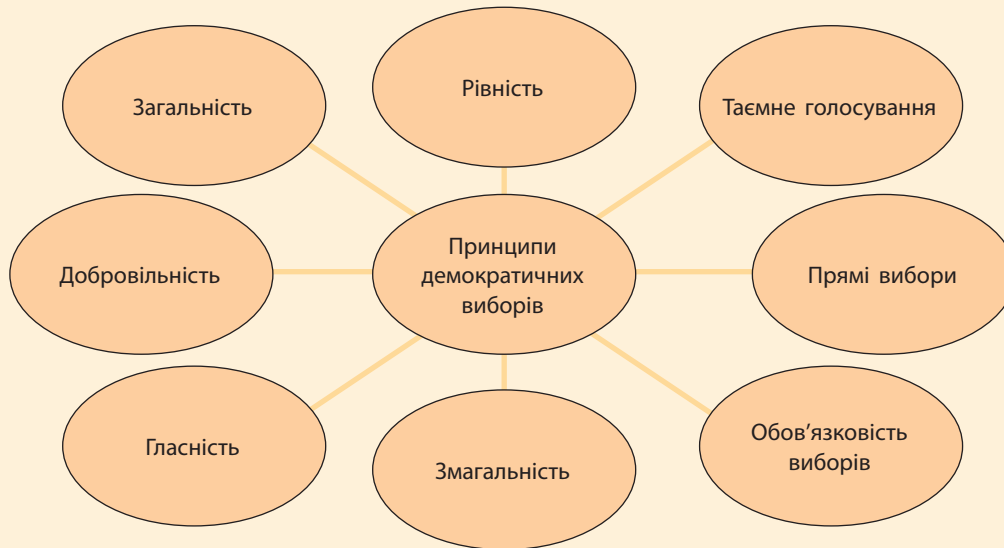 Загальність
Рівність
Таємне голосування
Добровільність
Принципи
демократичних
виборів
Прямі вибори
Гласність
Змагальність
Обов’язковість
виборів